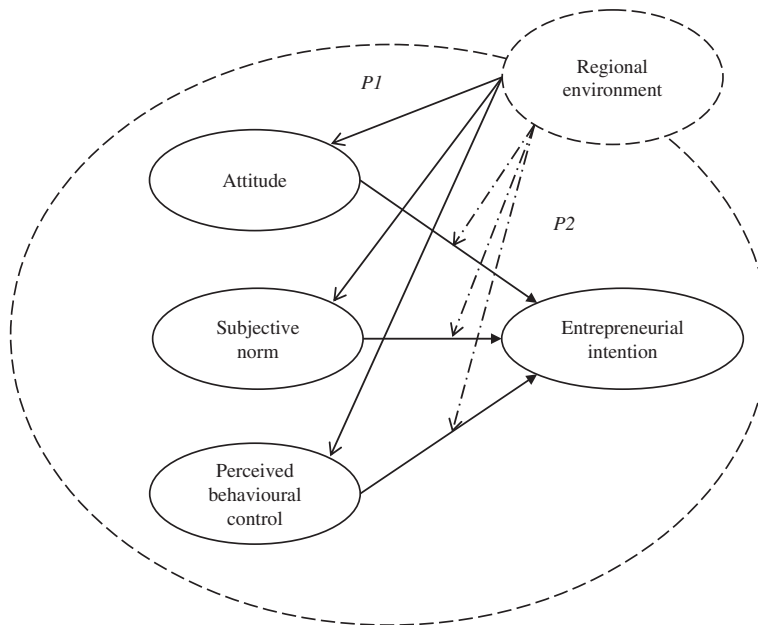 Regional
environment
P1
Attitude
P2
Subjective
norm
Entrepreneurial
intention
Perceived
behavioural
control